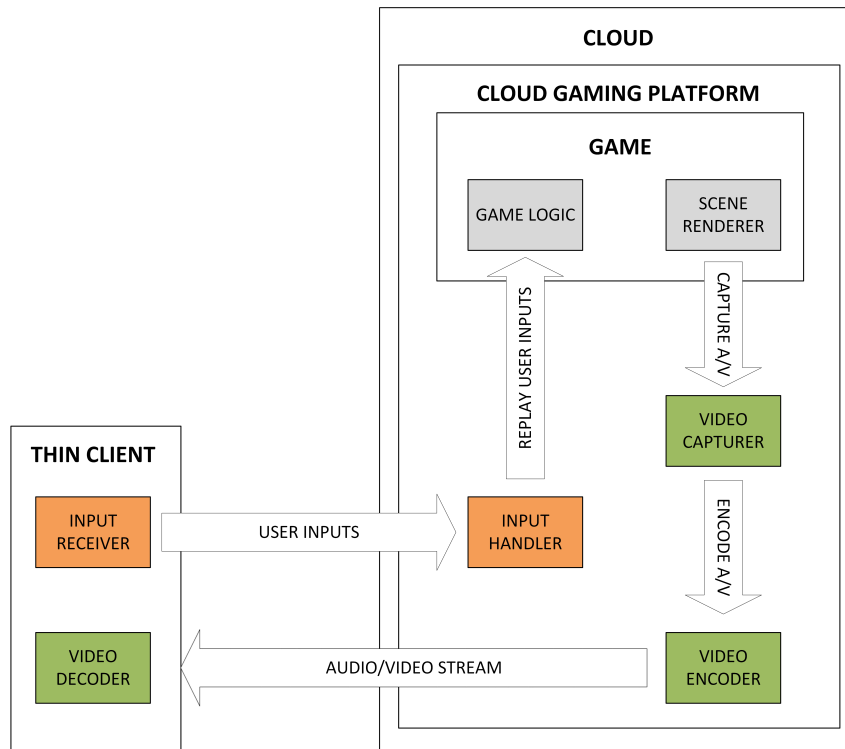 CLOUD
CLOUD GAMING PLATFORM
GAME
GAME LOGIC
SCENE
RENDERER
REPLAY USER INPUTS
CAPTURE A/V
VIDEO
CAPTURER
THIN CLIENT
INPUT
RECEIVER
USER INPUTS
INPUT
HANDLER
ENCODE A/V
VIDEO
DECODER
AUDIO/VIDEO STREAM
VIDEO
ENCODER